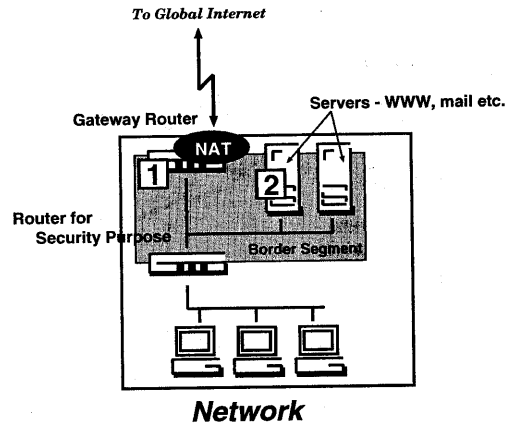 To Global Internet
Servers - WWW, mail etc.
Gateway Router
NAT
1
2
Router for
Security Purpose
Border Segment
Network